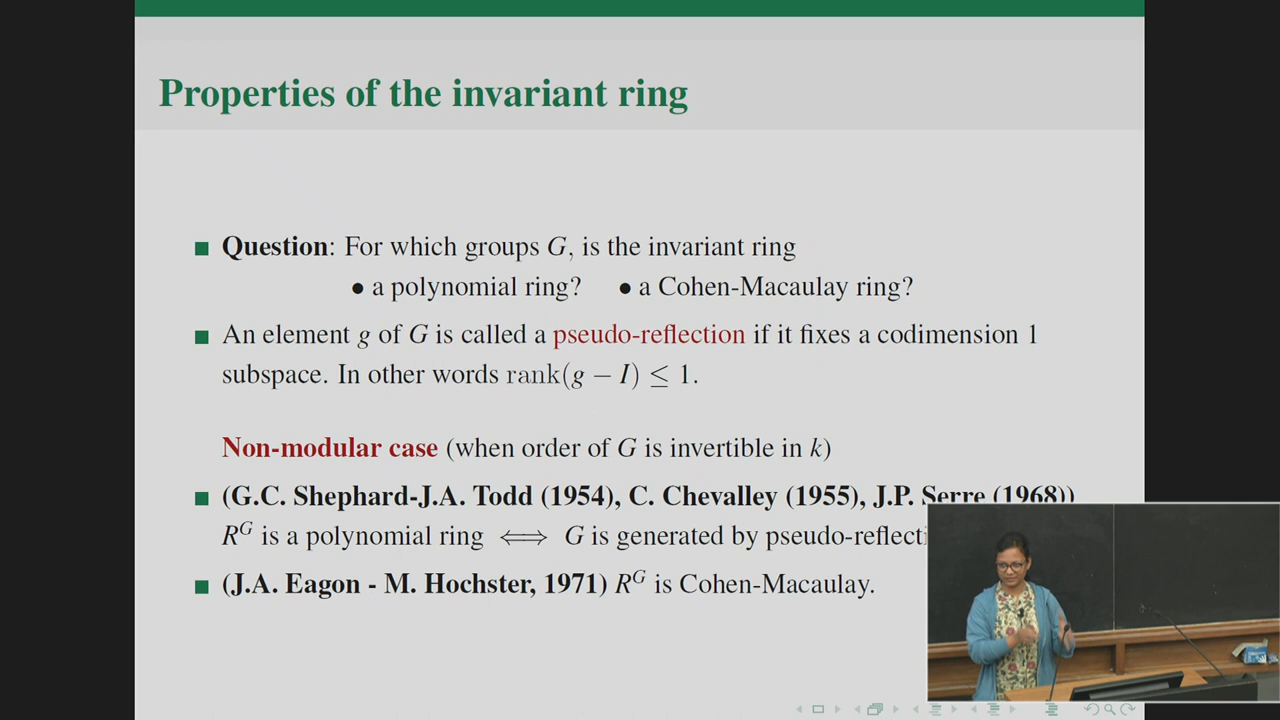 Properties of the invariant ring
■ Question: For which groups G, is the invariant ring
• a polynomial ring? • a Cohen-Macaulay ring?
■ An element g of G is called a pseudo-reflection if it fixes a codimension 1
subspace. In other words rank(g − I) ≤ 1.
Non-modular case (when order of G is invertible in k)
■ (G.C. Shephard-J.A. Todd (1954), C. Chevalley (1955), J.P. Serre (1968))
R^G is a polynomial ring ⟺ G is generated by pseudo-reflecti
■ (J.A. Eagon - M. Hochster, 1971) R^G is Cohen-Macaulay.